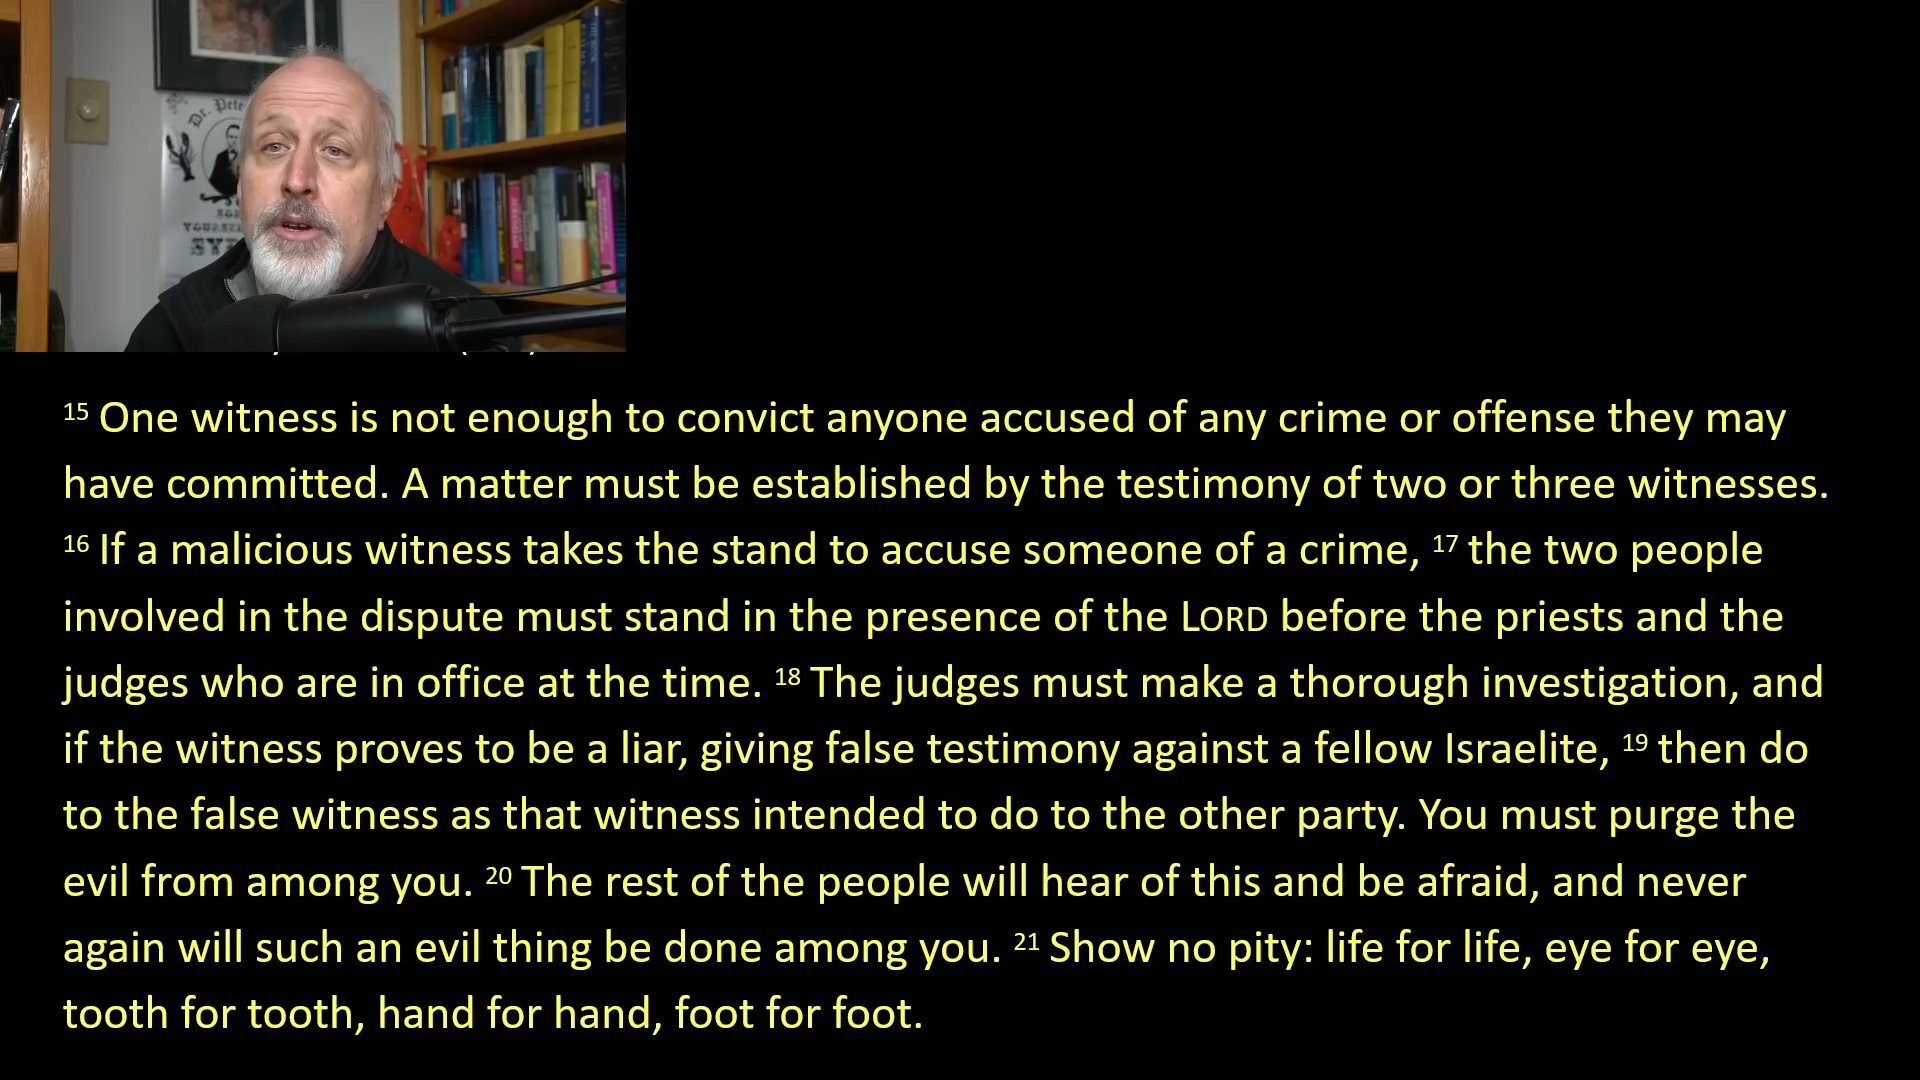 Dr. Pete
¹⁵ One witness is not enough to convict anyone accused of any crime or offense they may
have committed. A matter must be established by the testimony of two or three witnesses.
¹⁶ If a malicious witness takes the stand to accuse someone of a crime, ¹⁷ the two people
involved in the dispute must stand in the presence of the LORD before the priests and the
judges who are in office at the time. ¹⁸ The judges must make a thorough investigation, and
if the witness proves to be a liar, giving false testimony against a fellow Israelite, ¹⁹ then do
to the false witness as that witness intended to do to the other party. You must purge the
evil from among you. ²⁰ The rest of the people will hear of this and be afraid, and never
again will such an evil thing be done among you. ²¹ Show no pity: life for life, eye for eye,
tooth for tooth, hand for hand, foot for foot.